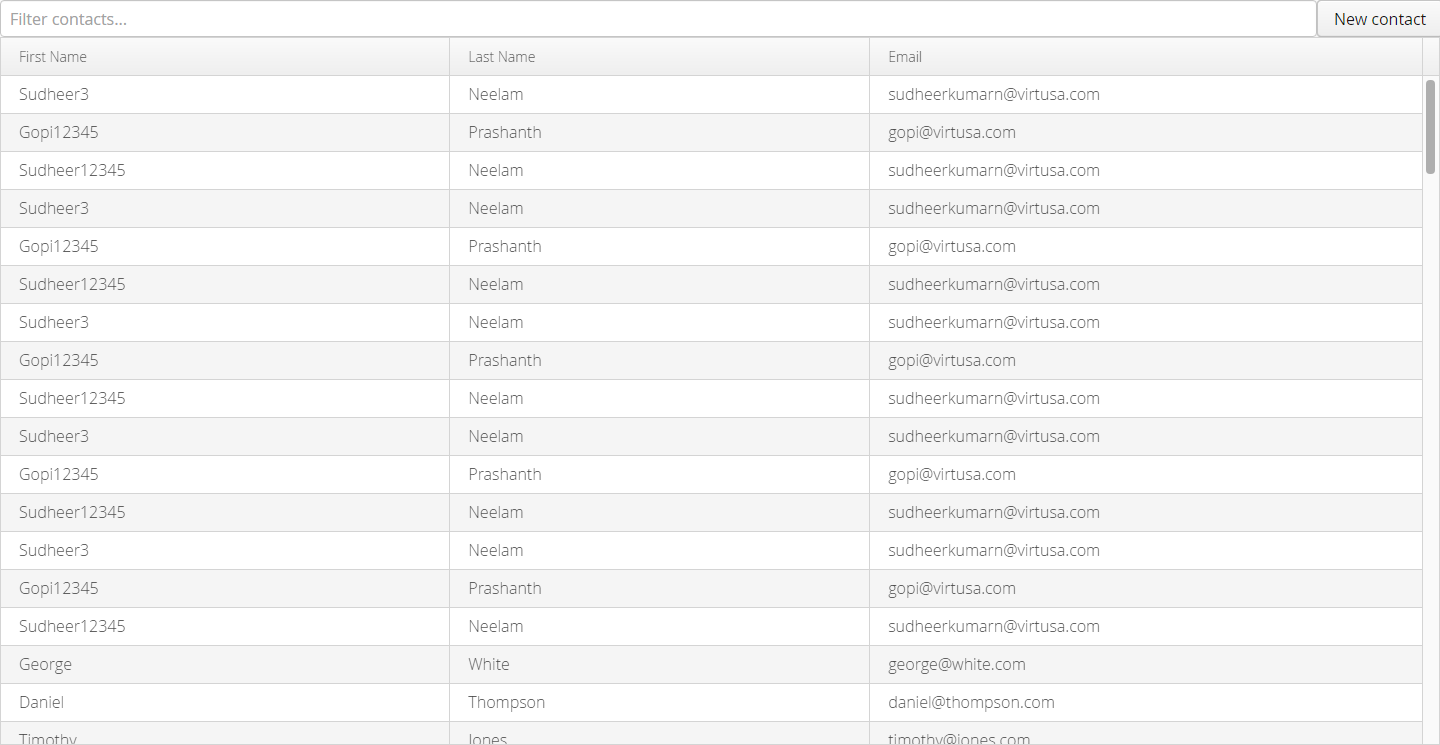 Filter contacts... New contact
First Name Last Name Email
Sudheer3 Neelam sudheerkumarn@virtusa.com
Gopi12345 Prashanth gopi@virtusa.com
Sudheer12345 Neelam sudheerkumarn@virtusa.com
Sudheer3 Neelam sudheerkumarn@virtusa.com
Gopi12345 Prashanth gopi@virtusa.com
Sudheer12345 Neelam sudheerkumarn@virtusa.com
Sudheer3 Neelam sudheerkumarn@virtusa.com
Gopi12345 Prashanth gopi@virtusa.com
Sudheer12345 Neelam sudheerkumarn@virtusa.com
Sudheer3 Neelam sudheerkumarn@virtusa.com
Gopi12345 Prashanth gopi@virtusa.com
Sudheer12345 Neelam sudheerkumarn@virtusa.com
Sudheer3 Neelam sudheerkumarn@virtusa.com
Gopi12345 Prashanth gopi@virtusa.com
Sudheer12345 Neelam sudheerkumarn@virtusa.com
George White george@white.com
Daniel Thompson daniel@thompson.com
Timothy Jones timothy@jones.com